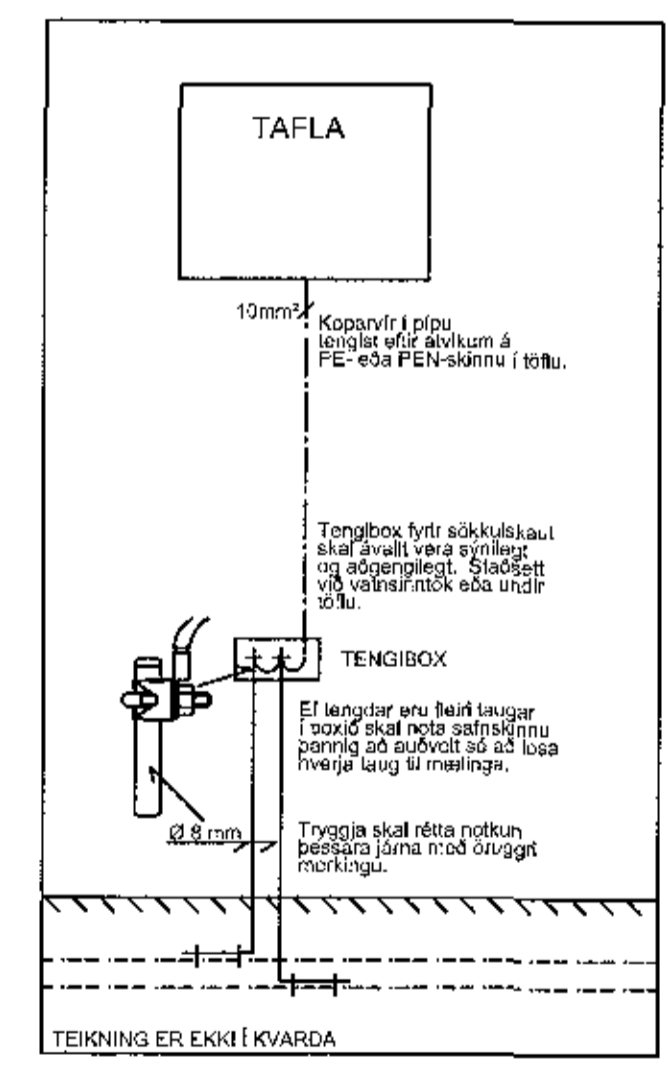 TAFLA
10mm²
Koparvír í pípu
tengist eftir atvikum á
PE- eða PEN-skinnu í töflu.
Tengibox fyrir sökkulskaut
skal ávallt vera sýnilegt
og aðgengilegt. Staðsett
við vatnsinntök eða undir
töflu.
TENGIBOX
Ef tengdar eru fleiri taugar
í boxið skal nota safnskinnu
þannig að auðvelt sé að losa
hverja taug til mælinga.
Ø 8 mm
Tryggja skal rétta notkun
þessara járna með öruggri
merkingu.
TEIKNING ER EKKI Í KVARÐA